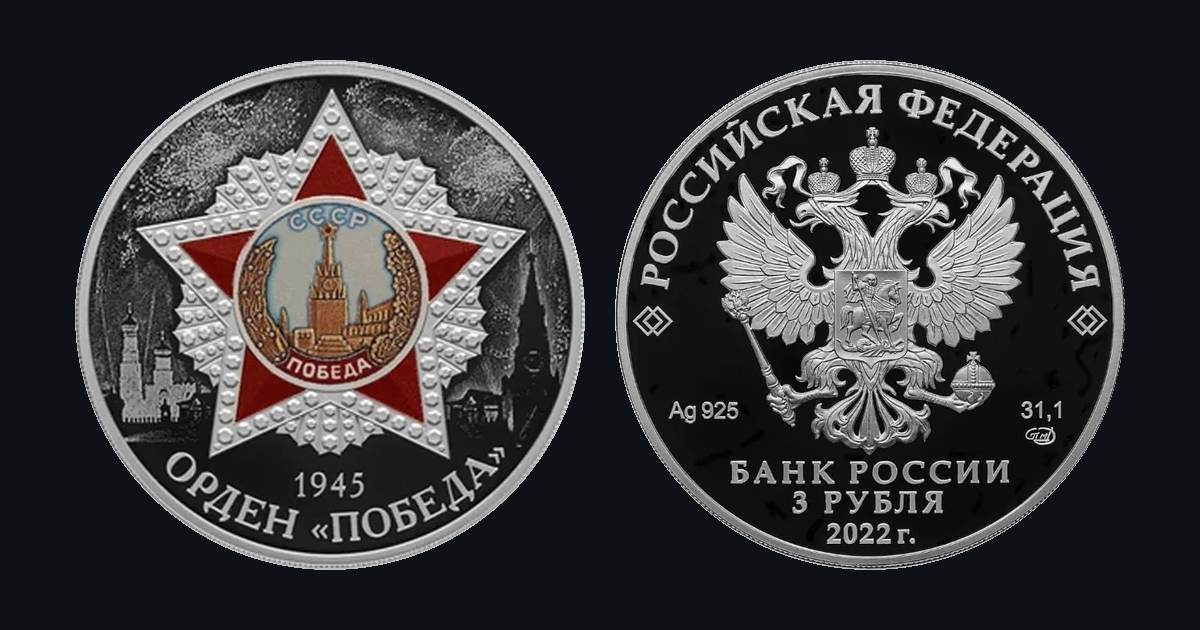 СССР
ПОБЕДА
1945
ОРДЕН «ПОБЕДА»
РОССИЙСКАЯ ФЕДЕРАЦИЯ
Ag 925
31,1
БАНК РОССИИ
3 РУБЛЯ
2022 г.